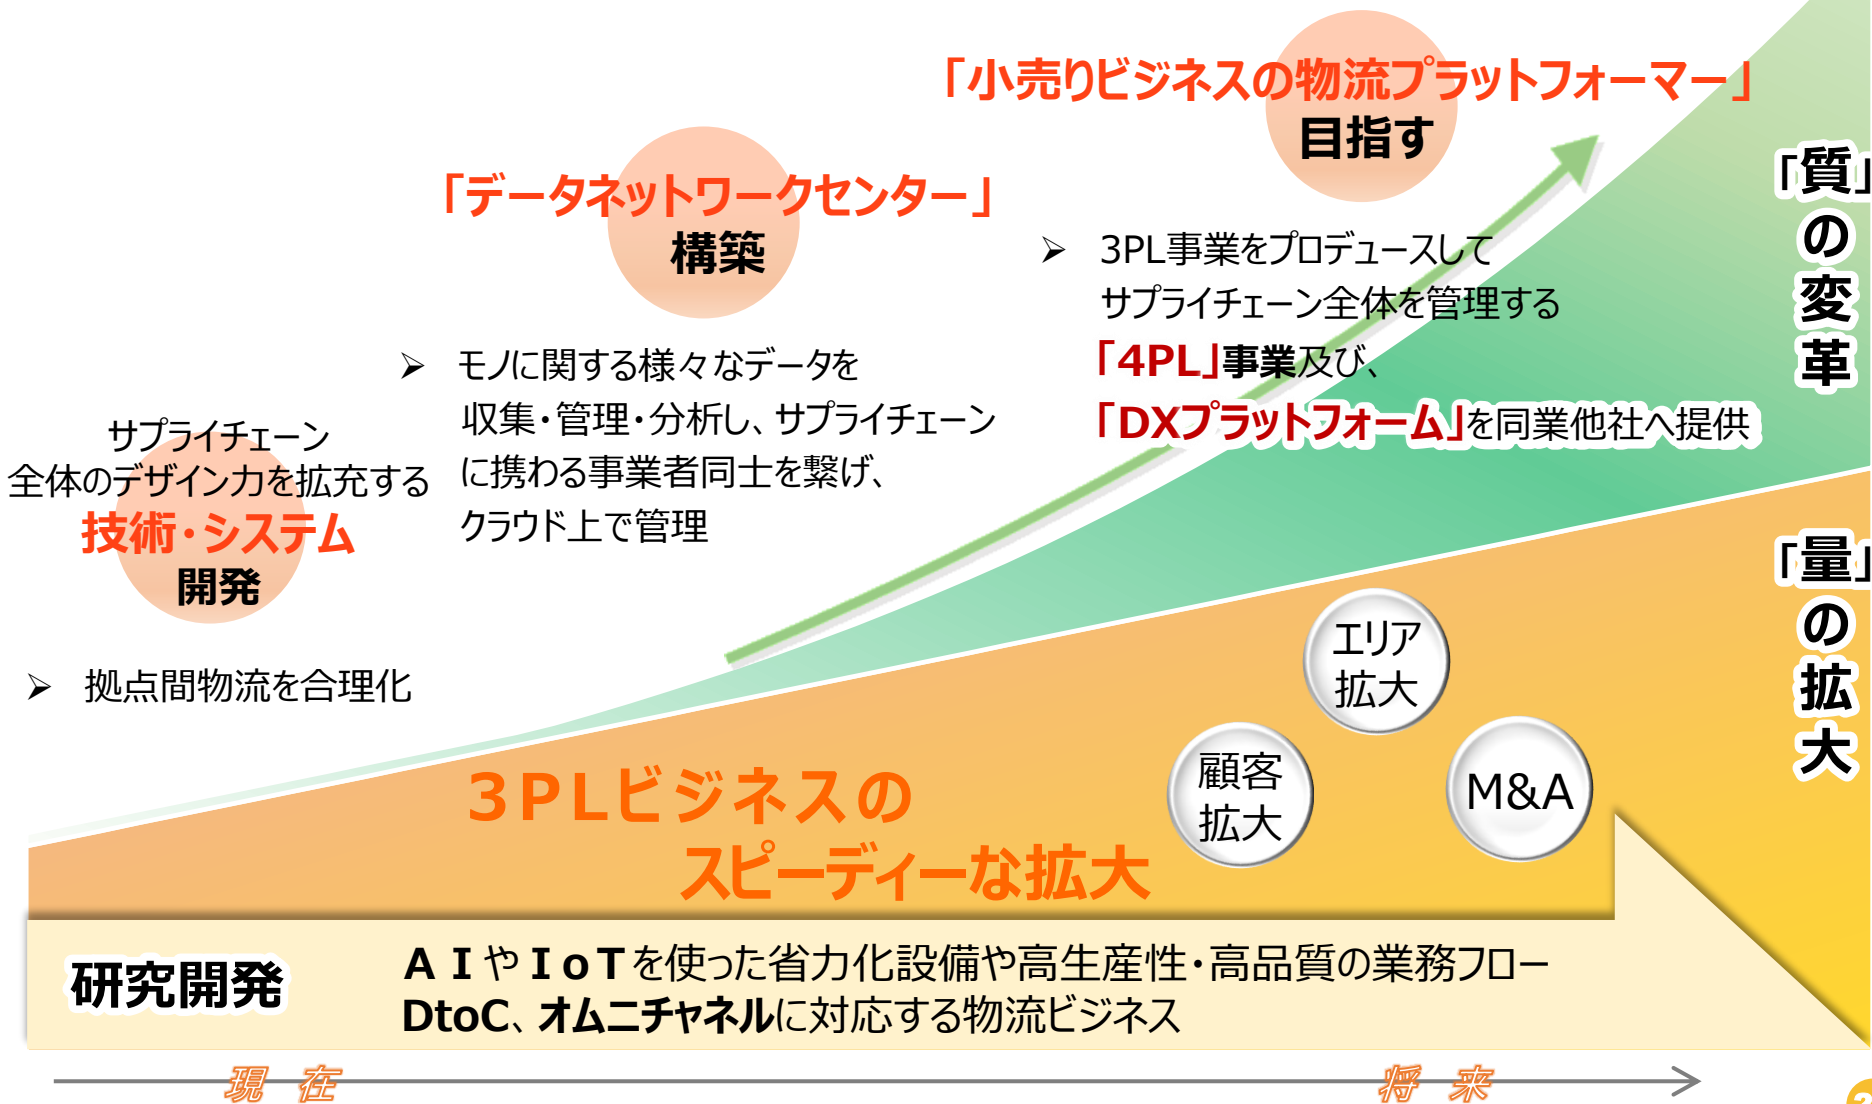 「小売りビジネスの物流プラットフォーマー」
目指す
「データネットワークセンター」
構築
➢ 3PL事業をプロデュースして
サプライチェーン全体を管理する
「4PL」事業及び、
「DXプラットフォーム」を同業他社へ提供
➢ モノに関する様々なデータを
収集・管理・分析し、サプライチェーン
に携わる事業者同士を繋げ、
クラウド上で管理
サプライチェーン
全体のデザイン力を拡充する
技術・システム
開発
➢ 拠点間物流を合理化
「質」の変革
「量」の拡大
エリア
拡大
顧客
拡大
M&A
3PLビジネスの
スピーディーな拡大
研究開発
AIやIoTを使った省力化設備や高生産性・高品質の業務フロー
DtoC、オムニチャネルに対応する物流ビジネス
現 在
将 来